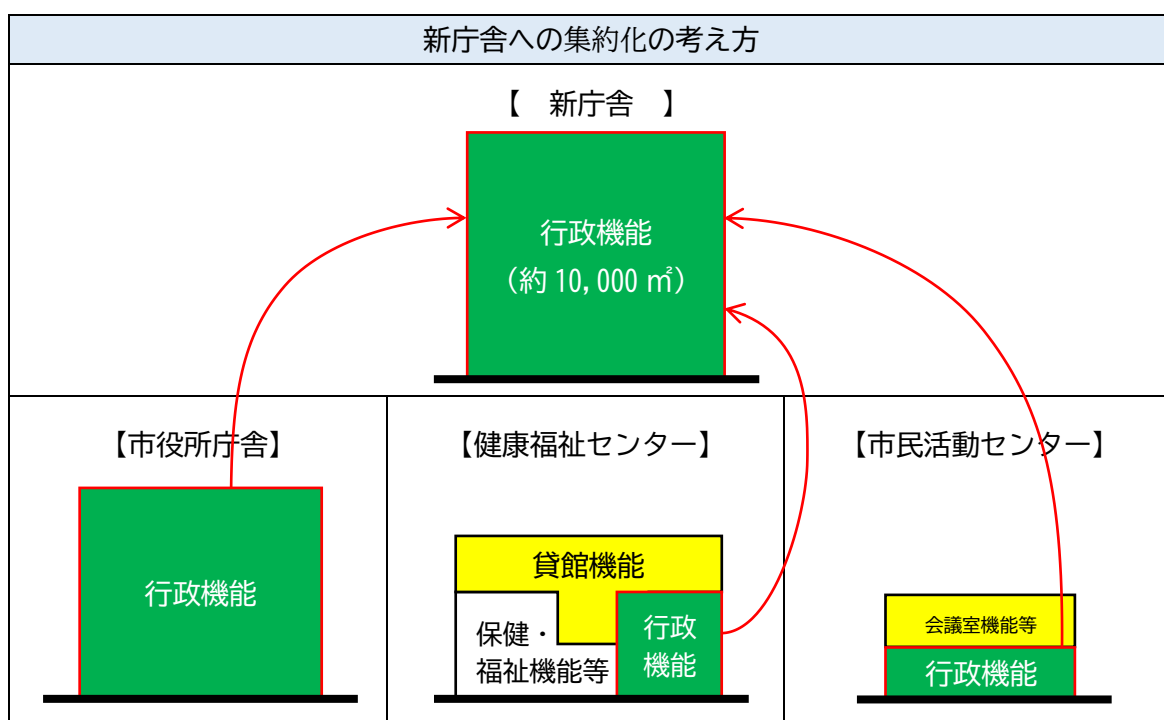 新庁舎への集約化の考え方
【　新庁舎　】
行政機能
（約 10,000 ㎡）
【市役所庁舎】
行政機能
【健康福祉センター】
貸館機能
保健・
福祉機能等
行政
機能
【市民活動センター】
会議室機能等
行政機能